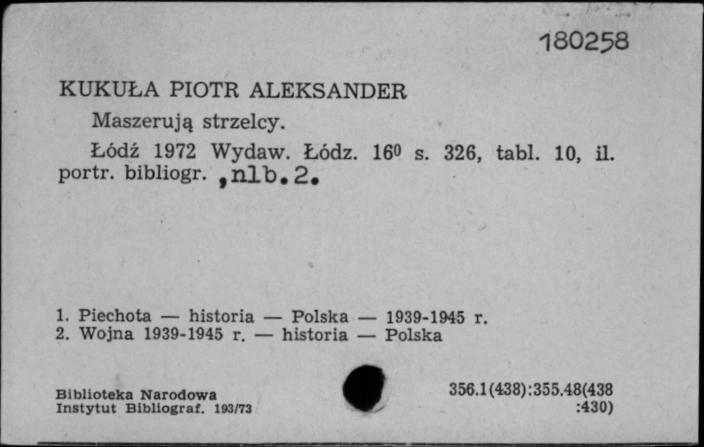 180258
KUKUŁA PIOTR ALEKSANDER
Maszerują strzelcy.
Łódź 1972 Wydaw. Łódz. 16⁰ s. 326, tabl. 10, il.
portr. bibliogr. ,nlb.2.
1. Piechota — historia — Polska — 1939-1945 r.
2. Wojna 1939-1945 r. — historia — Polska
Biblioteka Narodowa
Instytut Bibliograf. 193/73
356.1(438):355.48(438
:430)